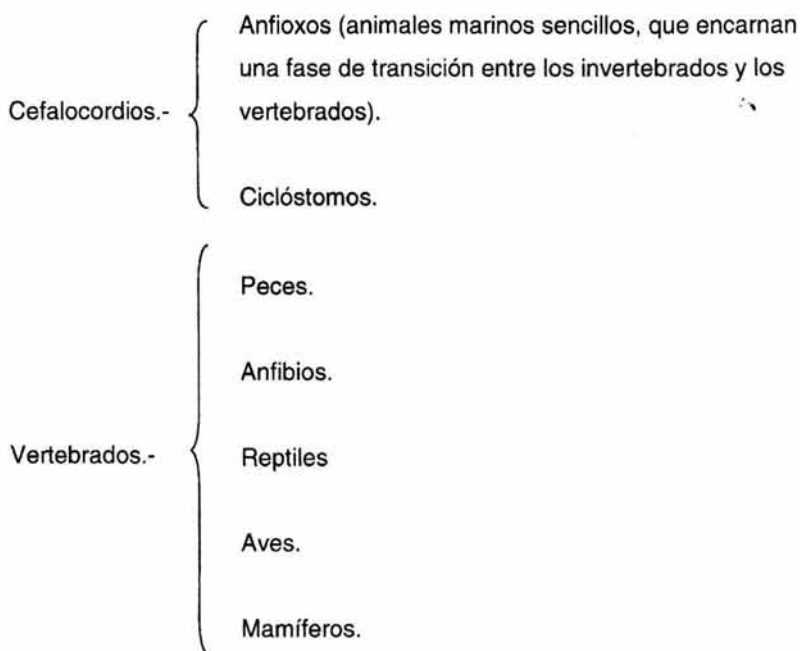 Anfioxos (animales marinos sencillos, que encarnan
una fase de transición entre los invertebrados y los
Cefalocordios.- vertebrados).
Ciclóstomos.
Peces.
Anfibios.
Vertebrados.- Reptiles
Aves.
Mamíferos.